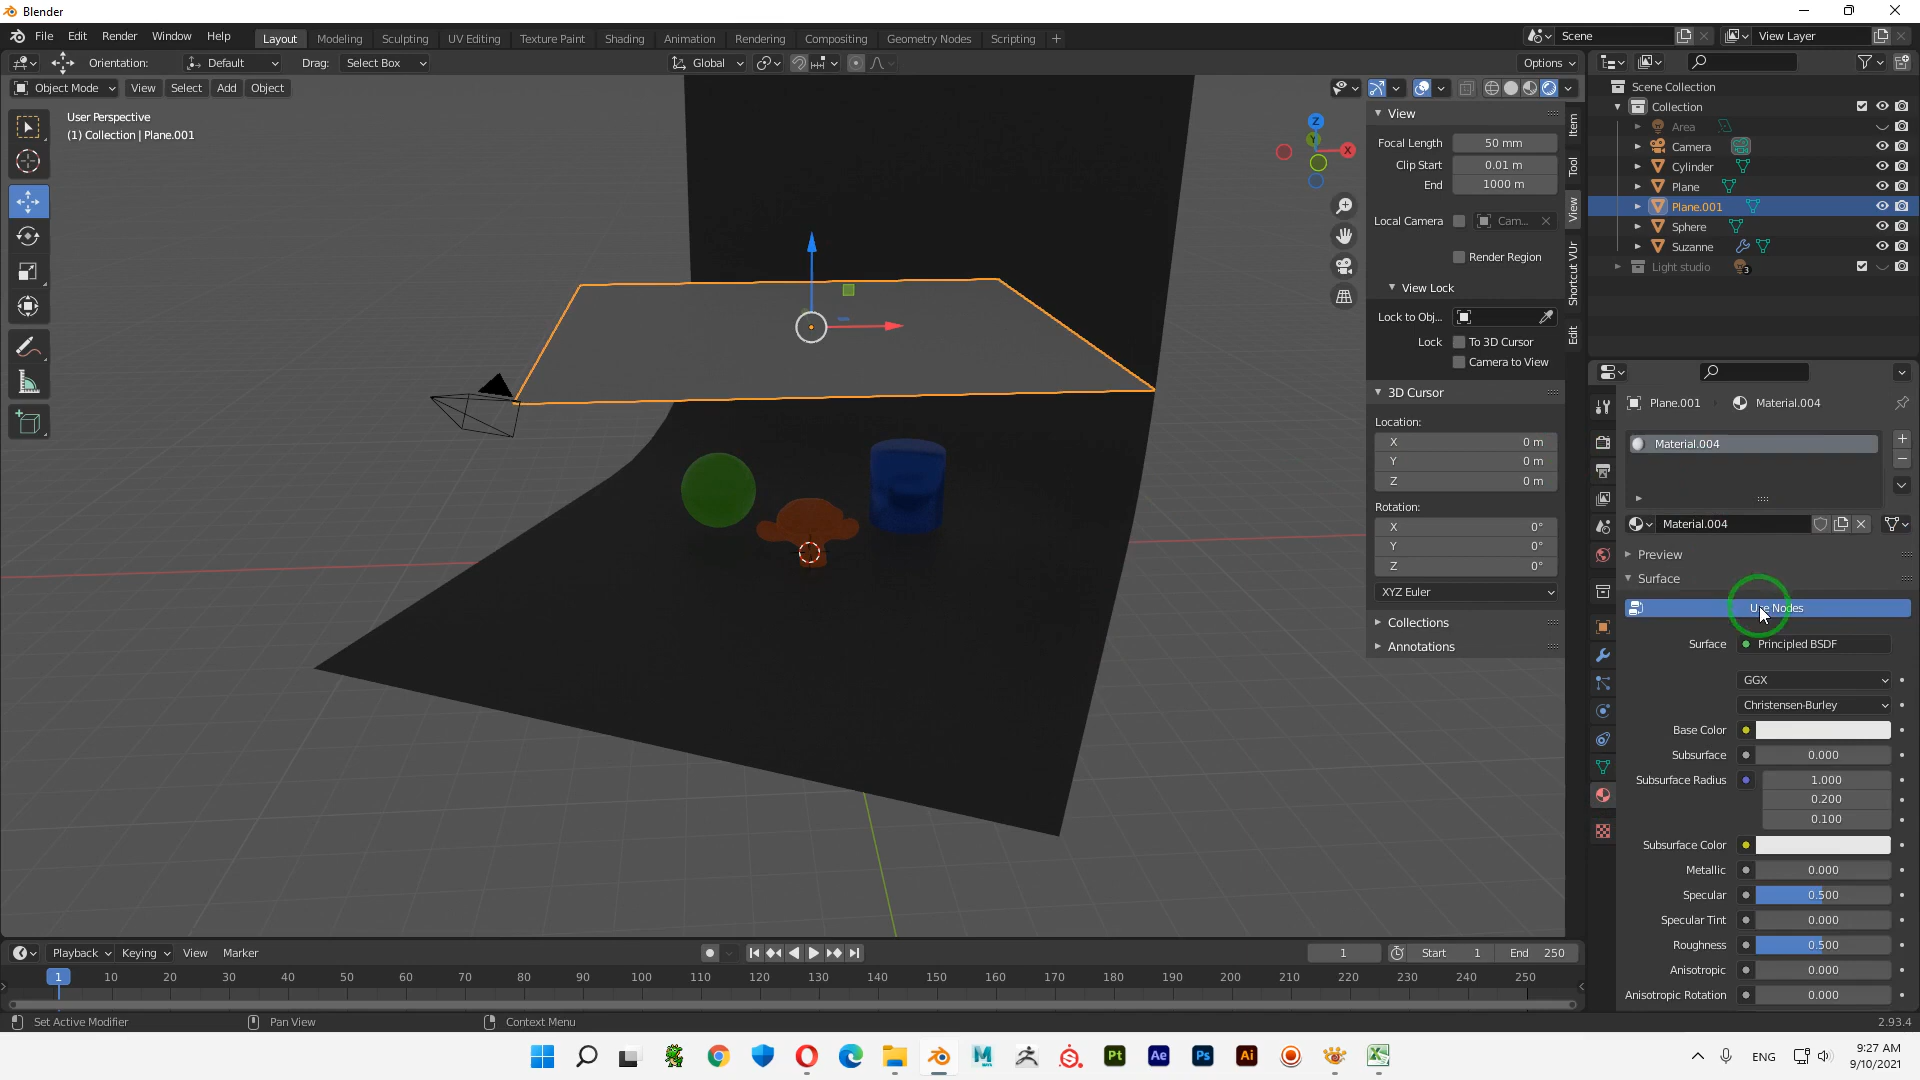 Blender
File Edit Render Window Help Layout Modeling Sculpting UV Editing Texture Paint Shading Animation Rendering Compositing Geometry Nodes Scripting + Scene View Layer
Orientation: Default Drag: Select Box Global Options
Object Mode View Select Add Object
User Perspective
(1) Collection | Plane.001
Z
Y
X
View
Focal Length 50 mm
Clip Start 0.01 m
End 1000 m
Local Camera Cam...
Render Region
View Lock
Lock to Obj...
Lock To 3D Cursor
Camera to View
3D Cursor
Location:
X 0 m
Y 0 m
Z 0 m
Rotation:
X 0°
Y 0°
Z 0°
XYZ Euler
Collections
Annotations
Item
Tool
View
Shortcut VUr
Edit
Scene Collection
Collection
Area
Camera
Cylinder
Plane
Plane.001
Sphere
Suzanne
Light studio 3
Plane.001 Material.004
Material.004
Material.004
Preview
Surface
Use Nodes
Surface Principled BSDF
GGX
Christensen-Burley
Base Color
Subsurface 0.000
Subsurface Radius 1.000
0.200
0.100
Subsurface Color
Metallic 0.000
Specular 0.500
Specular Tint 0.000
Roughness 0.500
Anisotropic 0.000
Anisotropic Rotation 0.000
Playback Keying View Marker 1 Start 1 End 250
1 10 20 30 40 50 60 70 80 90 100 110 120 130 140 150 160 170 180 190 200 210 220 230 240 250
Set Active Modifier Pan View Context Menu 2.93.4
M Pt Ae Ps Ai ENG 9:27 AM
9/10/2021